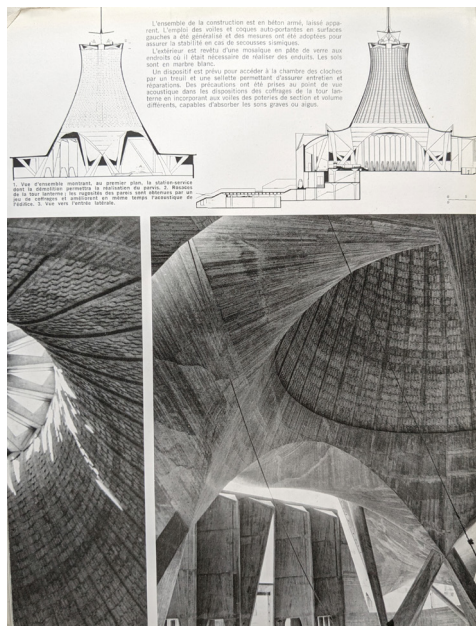 L'ensemble de la construction est en béton armé, laissé appa-
rent. L'emploi des voiles et coques auto-portantes en surfaces
gauches a été généralisé et des mesures ont été adoptées pour
assurer la stabilité en cas de secousses sismiques.
L'extérieur est revêtu d'une mosaïque en pâte de verre aux
endroits où il était nécessaire de réaliser des enduits. Les sols
sont en marbre blanc.
Un dispositif est prévu pour accéder à la chambre des cloches
par un treuil et une sellette permettant d'assurer entretien et
réparations. Des précautions ont été prises au point de vue
acoustique dans les dispositions des coffrages de la tour lan-
terne en incorporant aux voiles des poteries de section et volume
différents, capables d'absorber les sons graves ou aigus.
1. Vue d'ensemble montrant, au premier plan, la station-service
dont la démolition permettra la réalisation du parvis. 2. Rosaces
de la tour lanterne : les rugosités des parois sont obtenues par un
jeu de coffrages et améliorent en même temps l'acoustique de
l'édifice. 3. Vue vers l'entrée latérale.